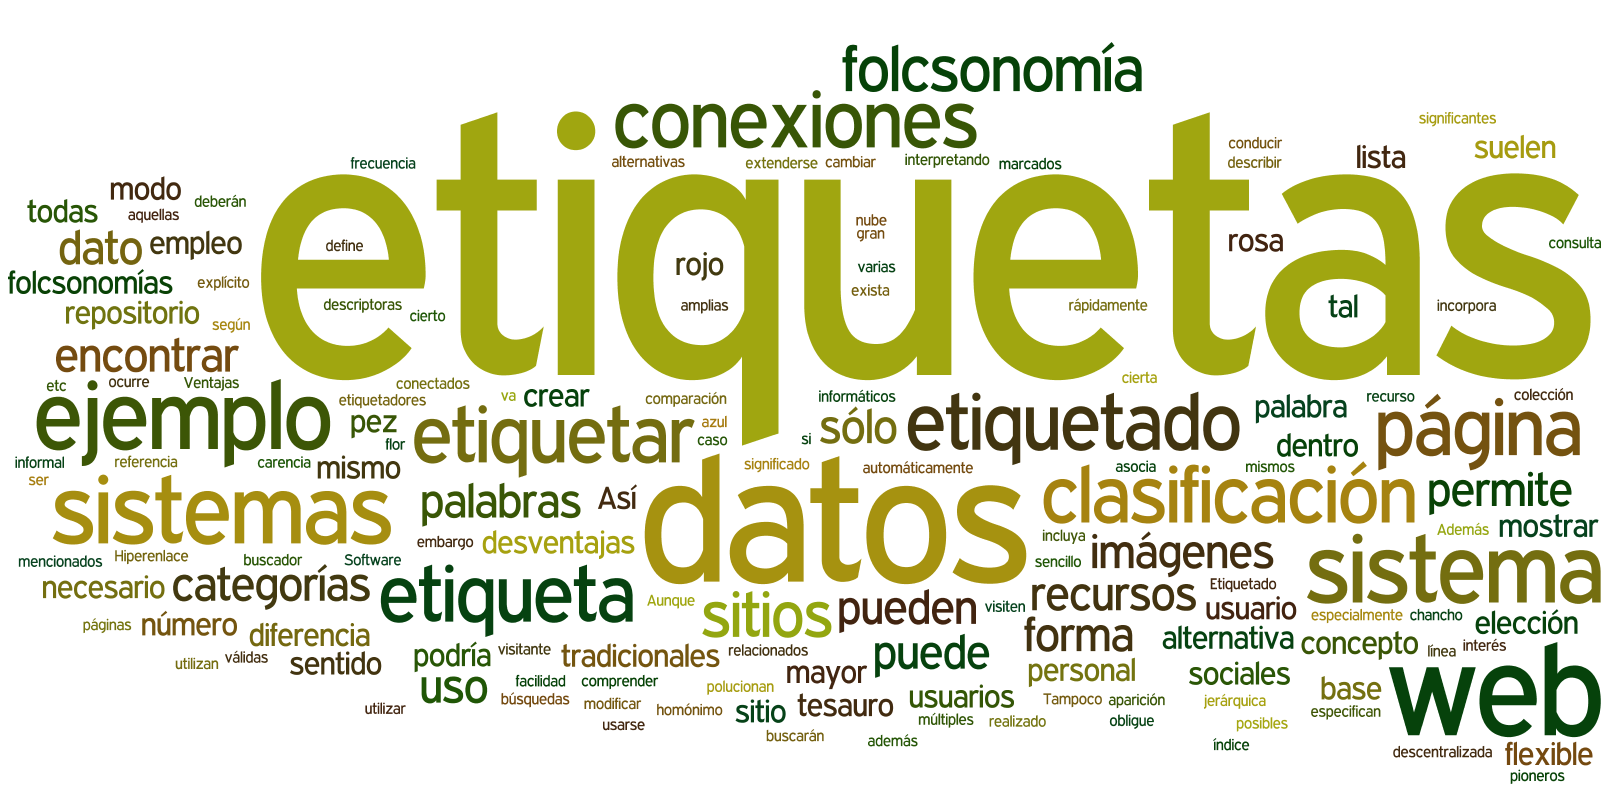 folcsonomía
conexiones
significantes
frecuencia
alternativas
extenderse
cambiar
interpretando
marcados
conducir
describir
lista
suelen
etiquetas
modo
todas
aquellas
deberán
dato
empleo
define
rojo
nube
gran
varias
exista
rosa
consulta
folcsonomías
explícito
repositorio
según
descriptoras
cierto
amplias
rápidamente
tal
incorpora
encontrar
etc
ocurre
Ventajas
conectados
etiquetadores
va
crear
comparación
informáticos
cierta
recurso
colección
ejemplo
pez
flor
etiquetar
azul
caso
si
sólo
etiquetado
palabra
dentro
página
informal
referencia
carencia
mismo
ser
significado
automáticamente
asocia
mismos
sistemas
palabras
Así
datos
clasificación
permite
embargo
desventajas
incluya
sencillo
imágenes
Además
mostrar
mencionados
Hiperenlace
buscador
Software
sistema
necesario
categorías
etiqueta
Aunque
sitios
pueden
visiten
recursos
Etiquetado
usuario
especialmente
chancho
elección
páginas
número
diferencia
forma
alternativa
concepto
línea
interés
utilizan
válidas
sentido
podría
visitante
tradicionales
relacionados
mayor
puede
personal
sociales
web
uso
facilidad
comprender
búsquedas
modificar
polucionan
tesauro
usuarios
Tampoco
aparición
jerárquica
base
especifican
utilizar
usarse
homónimo
sitio
múltiples
realizado
obligue
posibles
buscarán
además
índice
descentralizada
flexible
pioneros